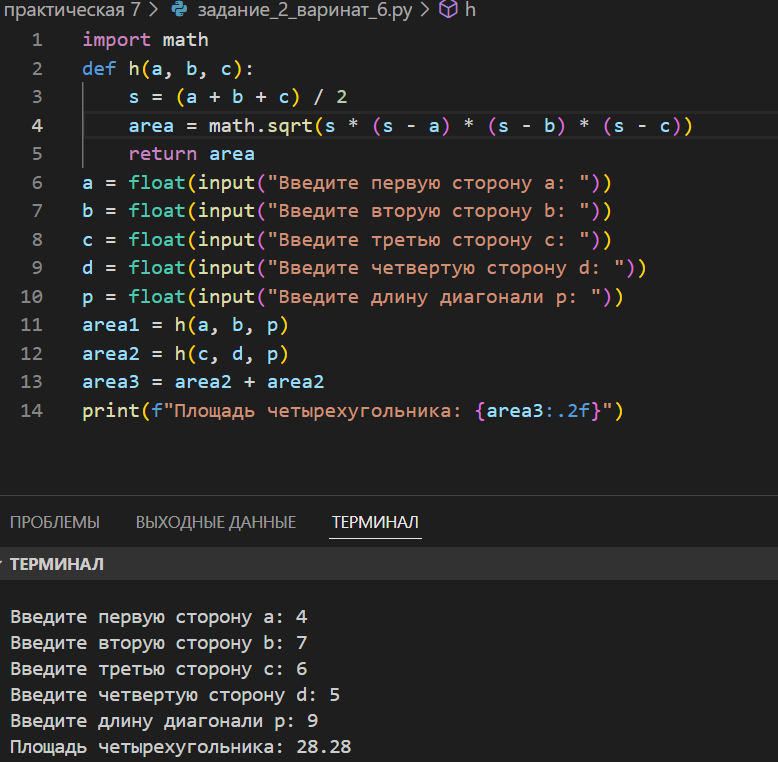 практическая 7 > задание_2_варинат_6.py > h
1 import math
2 def h(a, b, c):
3     s = (a + b + c) / 2
4     area = math.sqrt(s * (s - a) * (s - b) * (s - c))
5     return area
6 a = float(input("Введите первую сторону a: "))
7 b = float(input("Введите вторую сторону b: "))
8 c = float(input("Введите третью сторону c: "))
9 d = float(input("Введите четвертую сторону d: "))
10 p = float(input("Введите длину диагонали p: "))
11 area1 = h(a, b, p)
12 area2 = h(c, d, p)
13 area3 = area2 + area2
14 print(f"Площадь четырехугольника: {area3:.2f}")
ПРОБЛЕМЫ ВЫХОДНЫЕ ДАННЫЕ ТЕРМИНАЛ
ТЕРМИНАЛ
Введите первую сторону a: 4
Введите вторую сторону b: 7
Введите третью сторону c: 6
Введите четвертую сторону d: 5
Введите длину диагонали p: 9
Площадь четырехугольника: 28.28